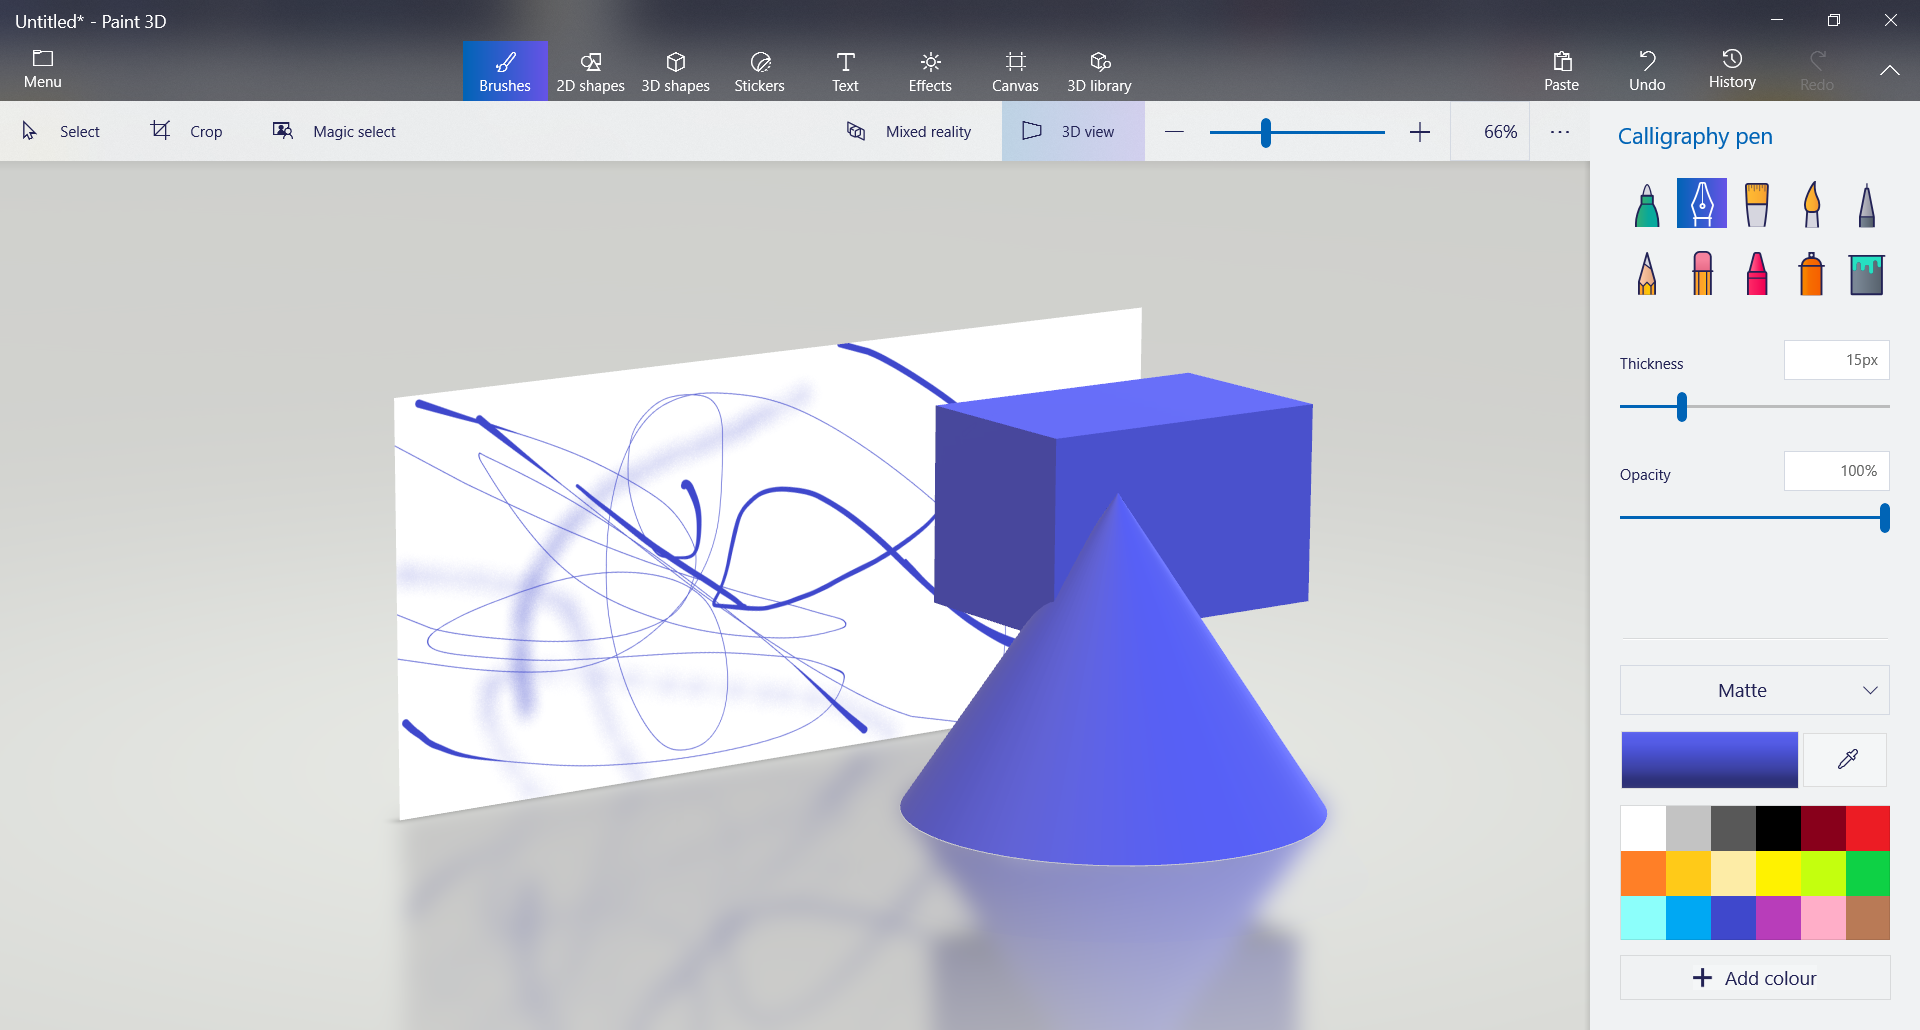 Untitled* - Paint 3D
Menu
Brushes
2D shapes
3D shapes
Stickers
Text
Effects
Canvas
3D library
Paste
Undo
History
Redo
Select
Crop
Magic select
Mixed reality
3D view
66%
Calligraphy pen
Thickness
15px
Opacity
100%
Matte
Add colour